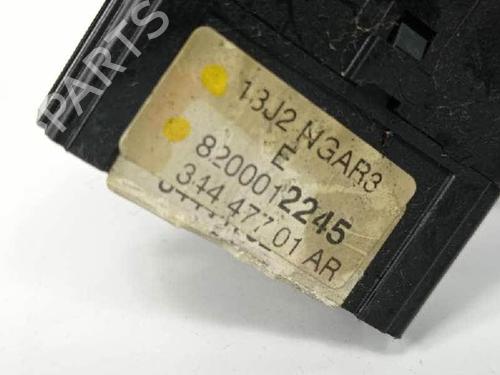 13J2 NGAR3
E
8200012245
344 477 01 AR
B-PARTS